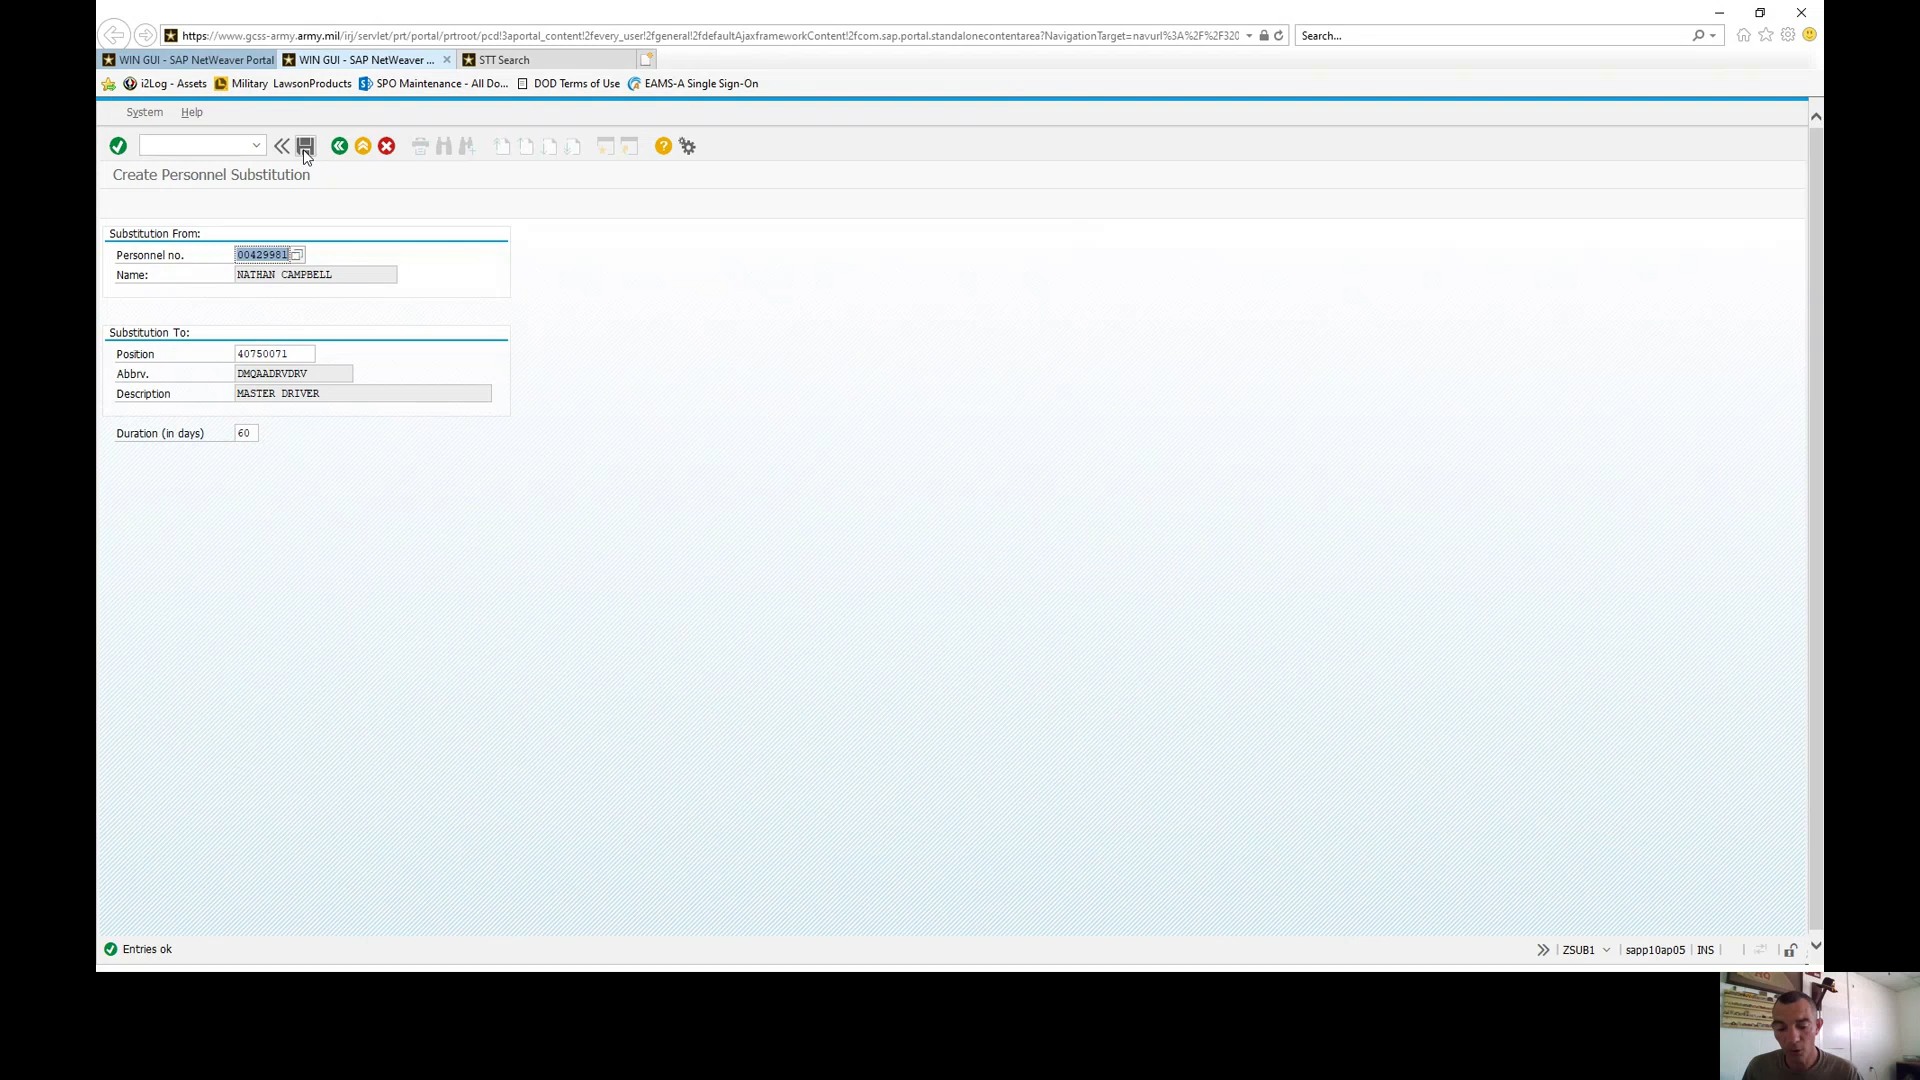 https://www.gcss-army.army.mil/irj/servlet/prt/portal/prtroot/pcd!3aportal_content!2fevery_user!2fgeneral!2fdefaultAjaxframeworkContent!2fcom.sap.portal.standalonecontentarea?NavigationTarget=navurl%3A%2F%2F320
Search...
WIN GUI - SAP NetWeaver Portal
WIN GUI - SAP NetWeaver ...
STT Search
i2Log - Assets
Military LawsonProducts
SPO Maintenance - All Do...
DOD Terms of Use
EAMS-A Single Sign-On
System Help
Create Personnel Substitution
Substitution From:
Personnel no. 00429981
Name: NATHAN CAMPBELL
Substitution To:
Position 40750071
Abbrv. DMQAADRVDRV
Description MASTER DRIVER
Duration (in days) 60
Entries ok
ZSUB1 sapp10ap05 INS